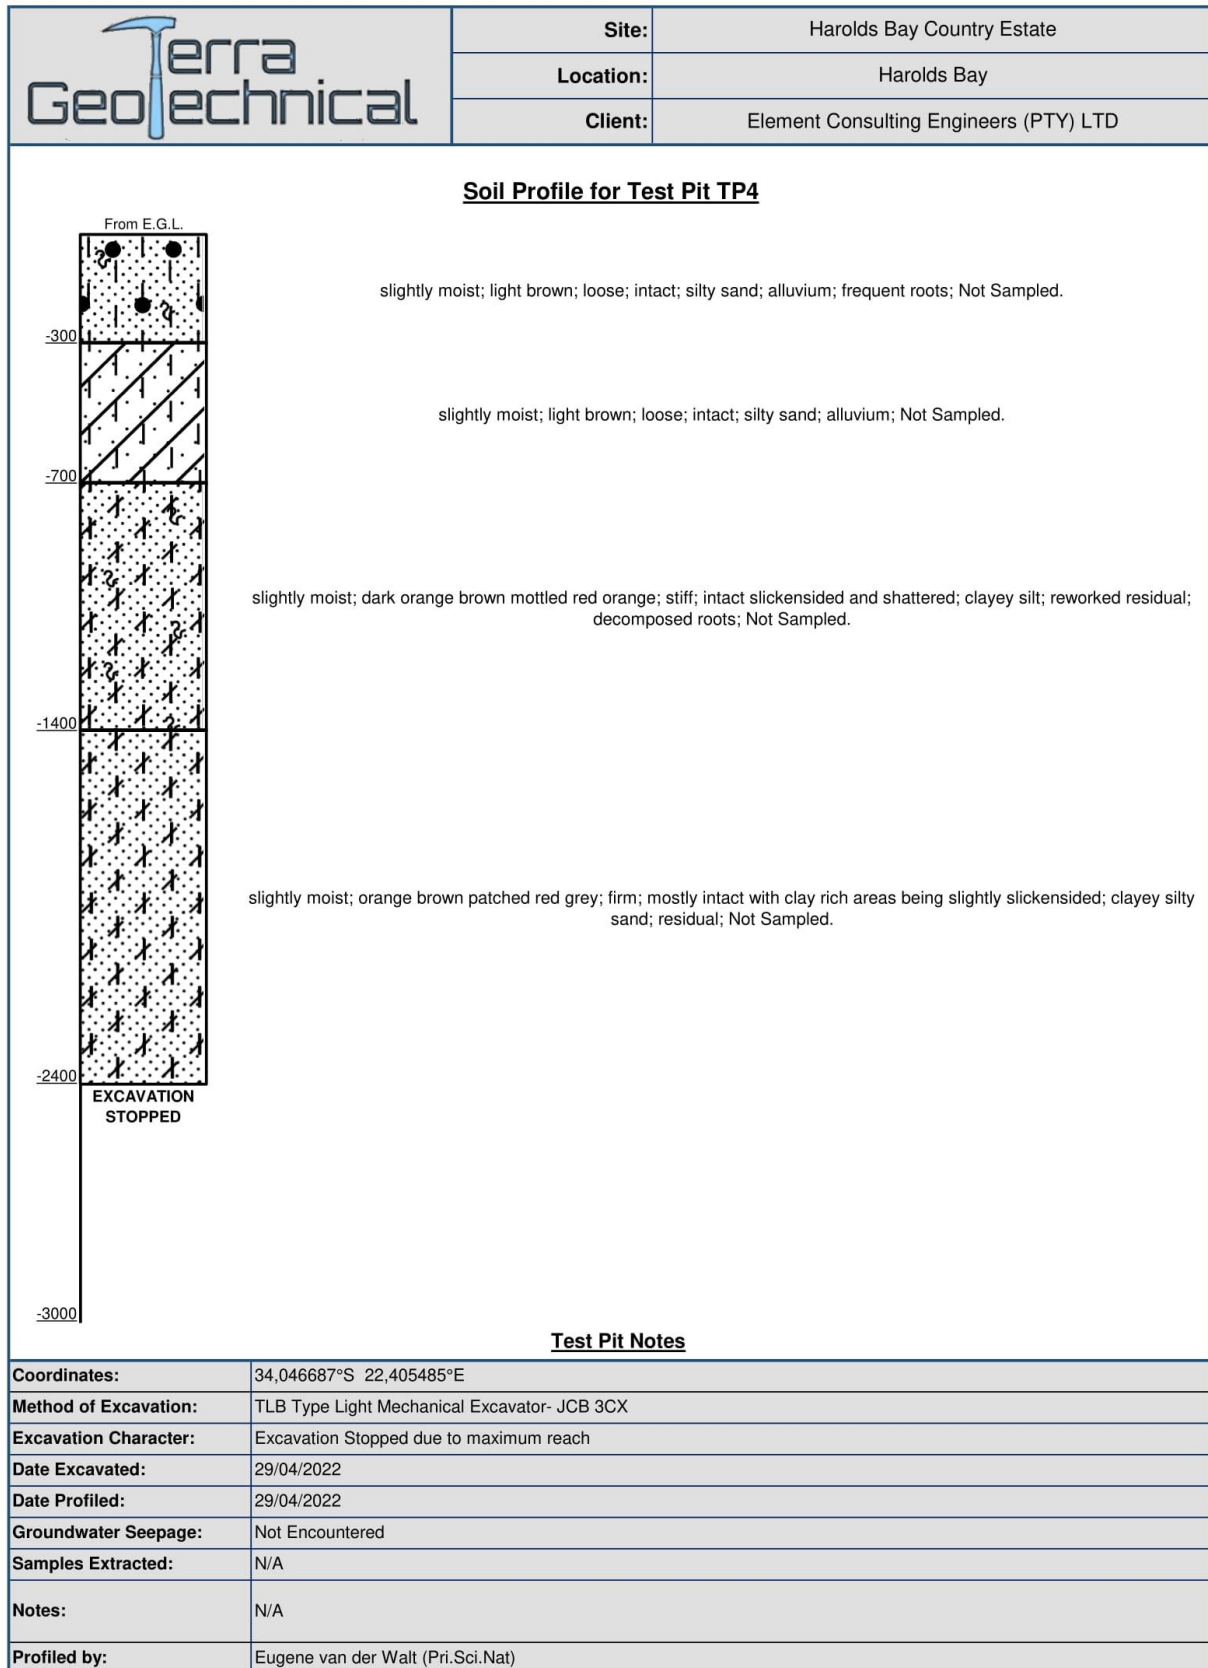 Terra
GeoTechnical
Site: Harolds Bay Country Estate
Location: Harolds Bay
Client: Element Consulting Engineers (PTY) LTD
Soil Profile for Test Pit TP4
From E.G.L.
slightly moist; light brown; loose; intact; silty sand; alluvium; frequent roots; Not Sampled.
-300
slightly moist; light brown; loose; intact; silty sand; alluvium; Not Sampled.
-700
slightly moist; dark orange brown mottled red orange; stiff; intact slickensided and shattered; clayey silt; reworked residual;
decomposed roots; Not Sampled.
-1400
slightly moist; orange brown patched red grey; firm; mostly intact with clay rich areas being slightly slickensided; clayey silty
sand; residual; Not Sampled.
-2400
EXCAVATION
STOPPED
-3000
Test Pit Notes
Coordinates: 34,046687°S 22,405485°E
Method of Excavation: TLB Type Light Mechanical Excavator- JCB 3CX
Excavation Character: Excavation Stopped due to maximum reach
Date Excavated: 29/04/2022
Date Profiled: 29/04/2022
Groundwater Seepage: Not Encountered
Samples Extracted: N/A
Notes: N/A
Profiled by: Eugene van der Walt (Pri.Sci.Nat)